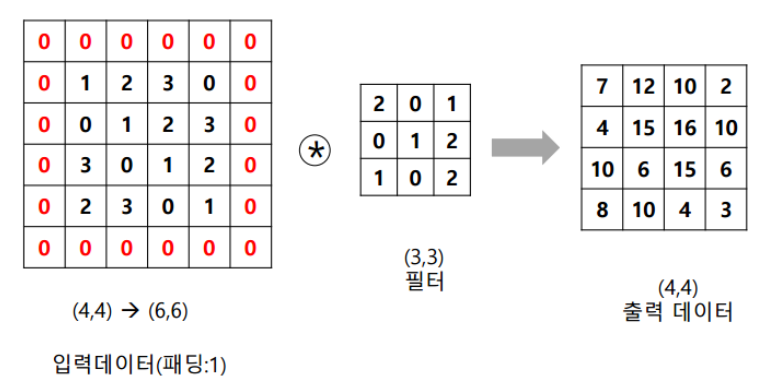 0 0 0 0 0 0
0 1 2 3 0 0
0 0 1 2 3 0
0 3 0 1 2 0
0 2 3 0 1 0
0 0 0 0 0 0
(4,4) → (6,6)
입력데이터(패딩:1)
*
2 0 1
0 1 2
1 0 2
(3,3)
필터
7 12 10 2
4 15 16 10
10 6 15 6
8 10 4 3
(4,4)
출력 데이터